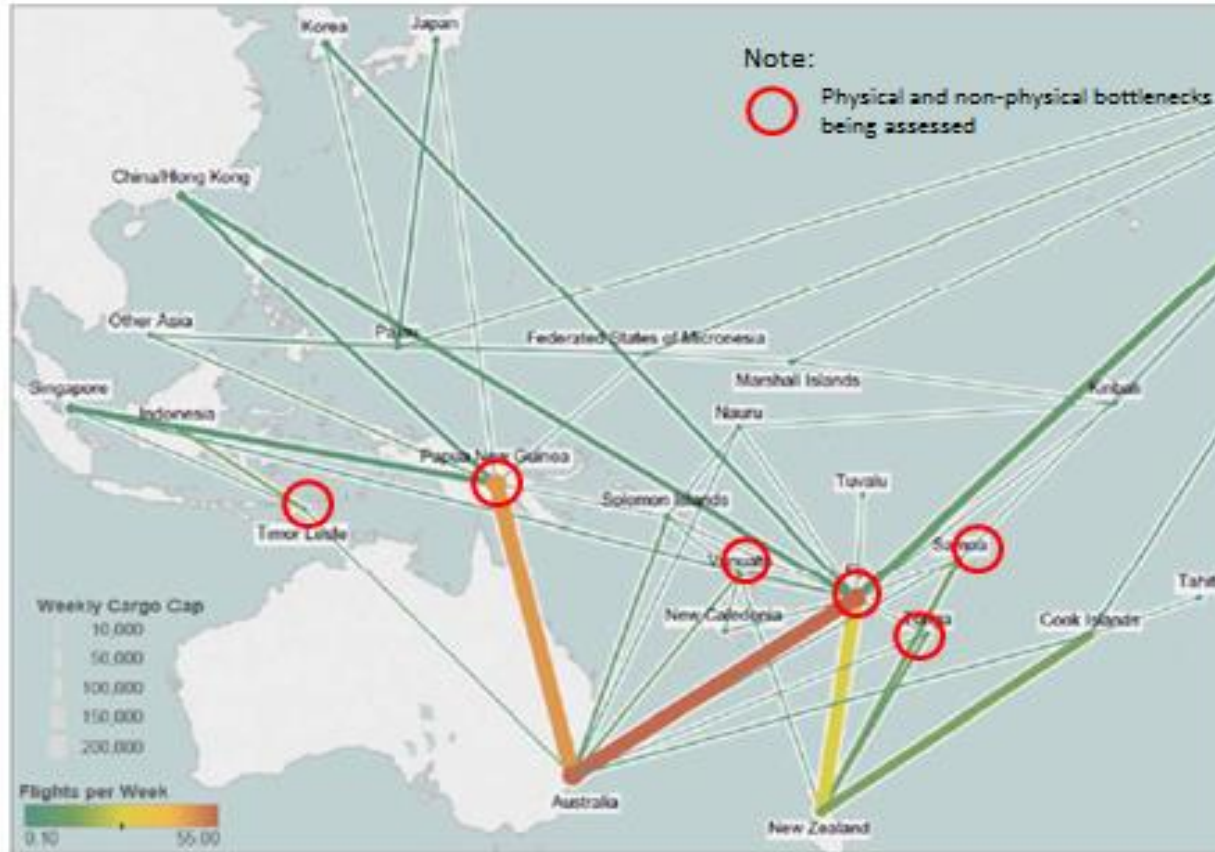 Korea
Japan
Note:
Physical and non-physical bottlenecks
being assessed
China/Hong Kong
Other Asia
Palau
Federated States of Micronesia
Marshall Islands
Singapore
Indonesia
Kiribati
Nauru
Papua New Guinea
Tuvalu
Solomon Islands
Timor Leste
Vanuatu
Samoa
Weekly Cargo Cap
10,000
50,000
100,000
150,000
200,000
New Caledonia
Tonga
Cook Islands
Tahit
Flights per Week
0.10
55.00
Australia
New Zealand